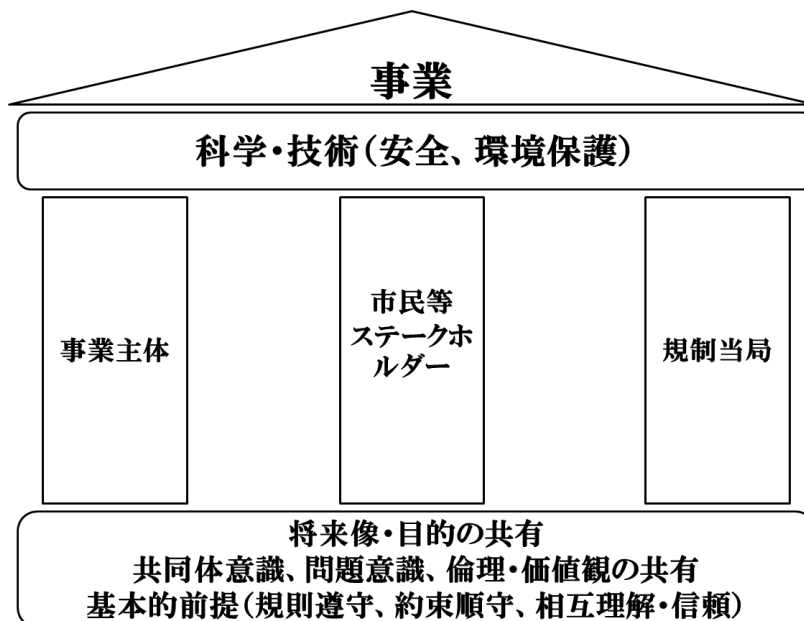 事業
科学・技術（安全、環境保護）
事業主体
市民等
ステークホ
ルダー
規制当局
将来像・目的の共有
共同体意識、問題意識、倫理・価値観の共有
基本的前提（規則遵守、約束順守、相互理解・信頼）